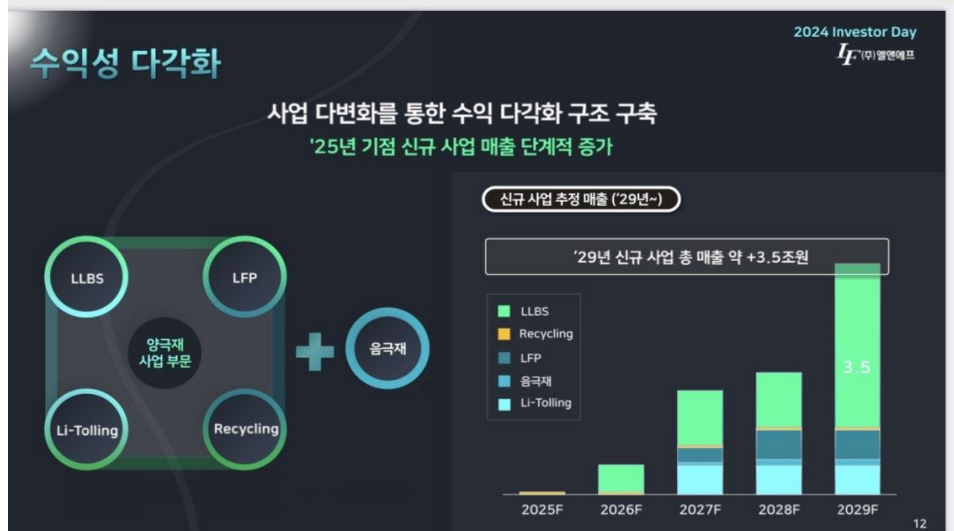 수익성 다각화
2024 Investor Day
LF (주)엘앤에프
사업 다변화를 통한 수익 다각화 구조 구축
'25년 기점 신규 사업 매출 단계적 증가
LLBS
LFP
양극재
사업 부문
음극재
Li-Tolling
Recycling
신규 사업 추정 매출 ('29년~)
'29년 신규 사업 총 매출 약 +3.5조원
LLBS
Recycling
LFP
음극재
Li-Tolling
3.5
2025F 2026F 2027F 2028F 2029F
12